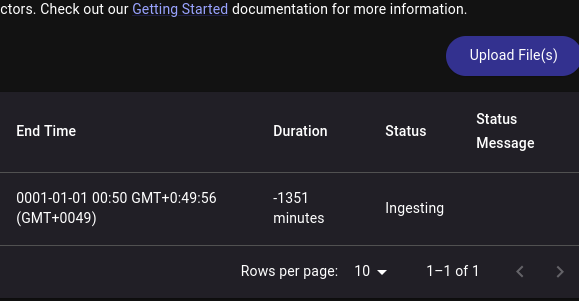 ctors. Check out our Getting Started documentation for more information.
Upload File(s)
End Time
Duration
Status
Status
Message
0001-01-01 00:50 GMT+0:49:56
(GMT+0049)
-1351
minutes
Ingesting
Rows per page: 10 1–1 of 1